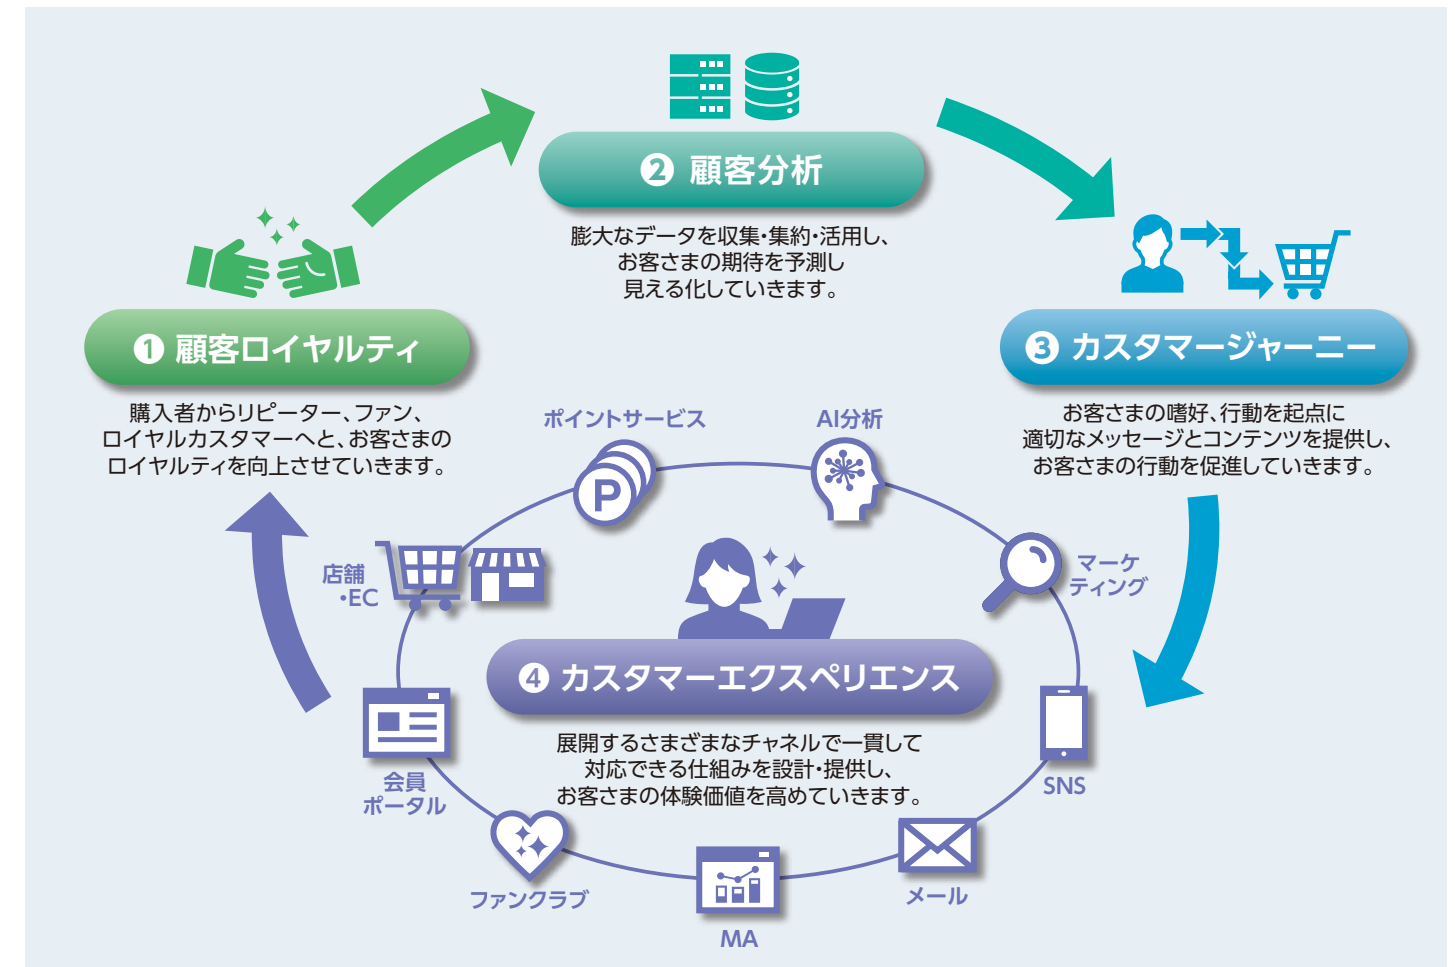 ❶ 顧客ロイヤルティ
購入者からリピーター、ファン、
ロイヤルカスタマーへと、お客さまの
ロイヤルティを向上させていきます。
❷ 顧客分析
膨大なデータを収集・集約・活用し、
お客さまの期待を予測し
見える化していきます。
❸ カスタマージャーニー
お客さまの嗜好、行動を起点に
適切なメッセージとコンテンツを提供し、
お客さまの行動を促進していきます。
❹ カスタマーエクスペリエンス
展開するさまざまなチャネルで一貫して
対応できる仕組みを設計・提供し、
お客さまの体験価値を高めていきます。
ポイントサービス
P
AI分析
マーケ
ティング
SNS
メール
MA
ファンクラブ
会員
ポータル
店舗
・EC